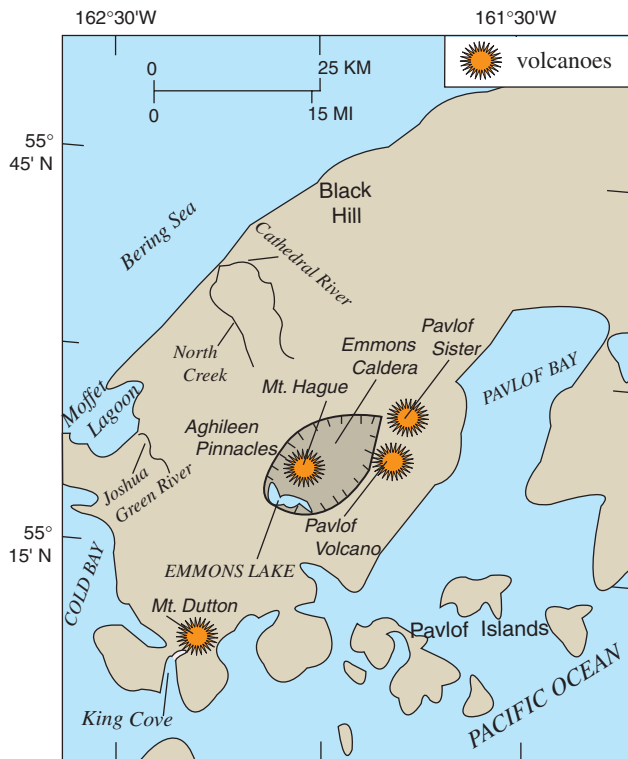 162°30'W
161°30'W
volcanoes
0
25 KM
0
15 MI
55°
45' N
Black
Hill
Bering Sea
Cathedral River
North
Creek
Pavlof
Sister
Emmons
Caldera
Mt. Hague
PAVLOF BAY
Moffet
Lagoon
Aghileen
Pinnacles
Joshua
Green River
Pavlof
Volcano
55°
15' N
EMMONS LAKE
COLD BAY
Mt. Dutton
Pavlof Islands
King Cove
PACIFIC OCEAN